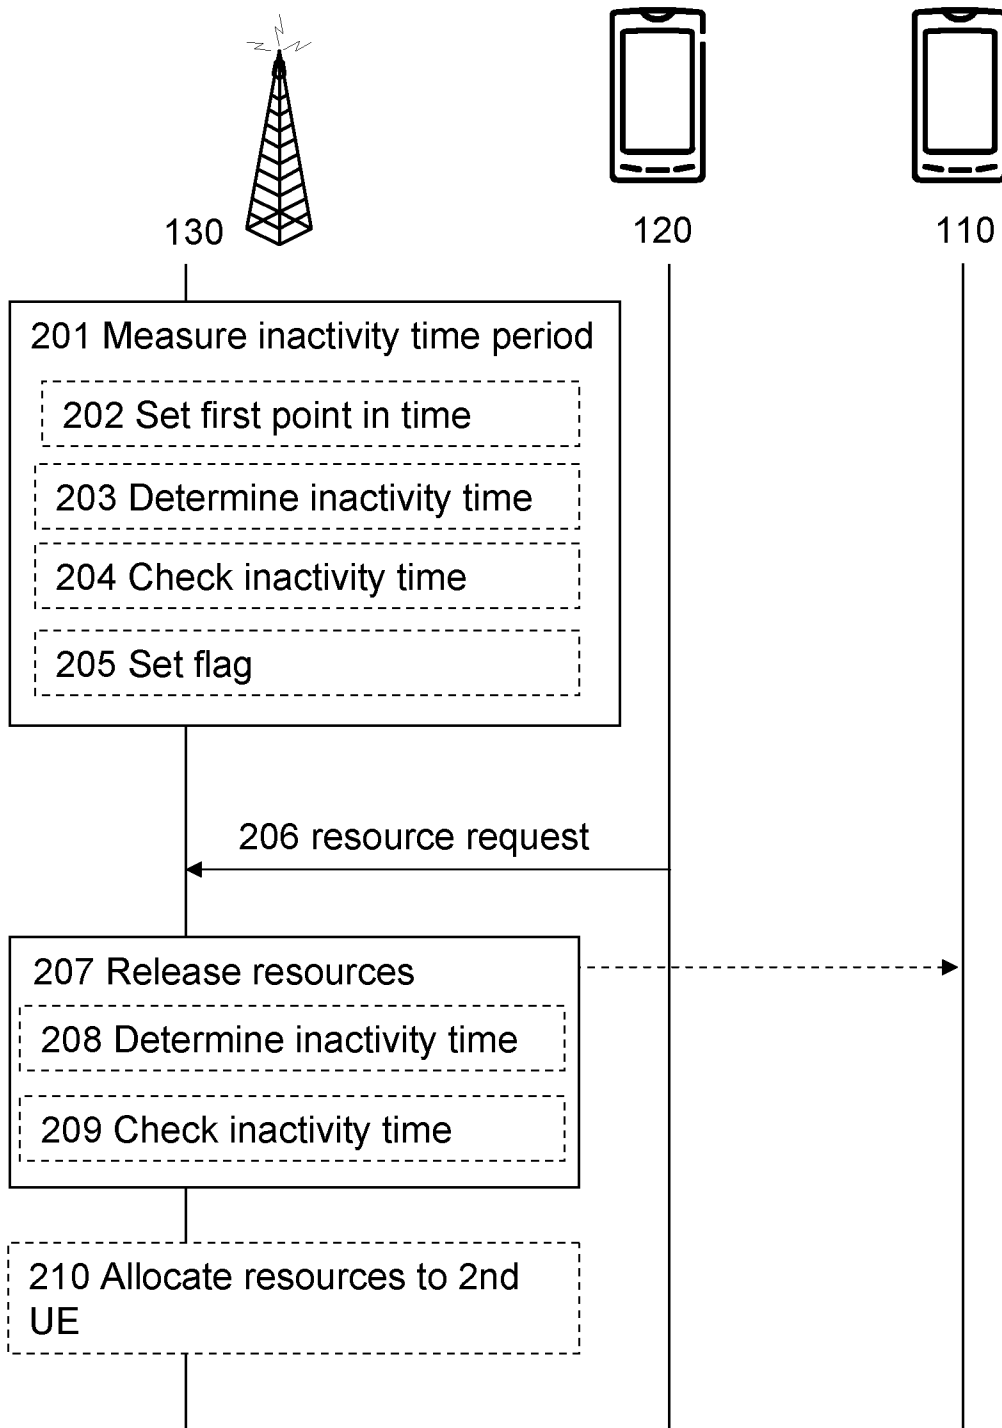 130
120
110
201 Measure inactivity time period
202 Set first point in time
203 Determine inactivity time
204 Check inactivity time
205 Set flag
206 resource request
207 Release resources
208 Determine inactivity time
209 Check inactivity time
210 Allocate resources to 2nd
UE